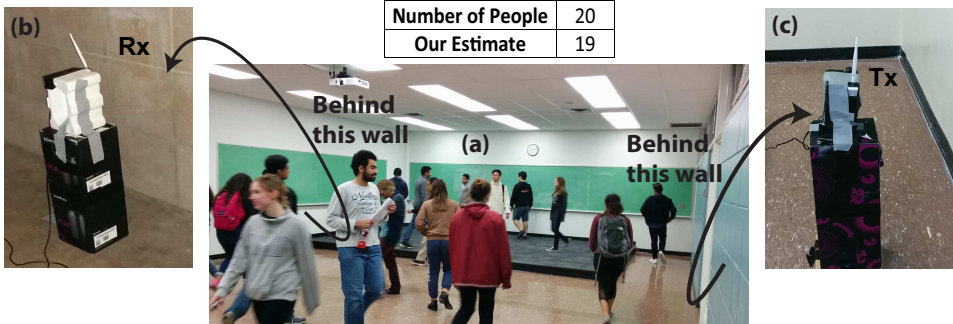 (b)
Rx
Number of People 20
Our Estimate 19
(c)
Tx
Behind
this wall
(a)
Behind
this wall